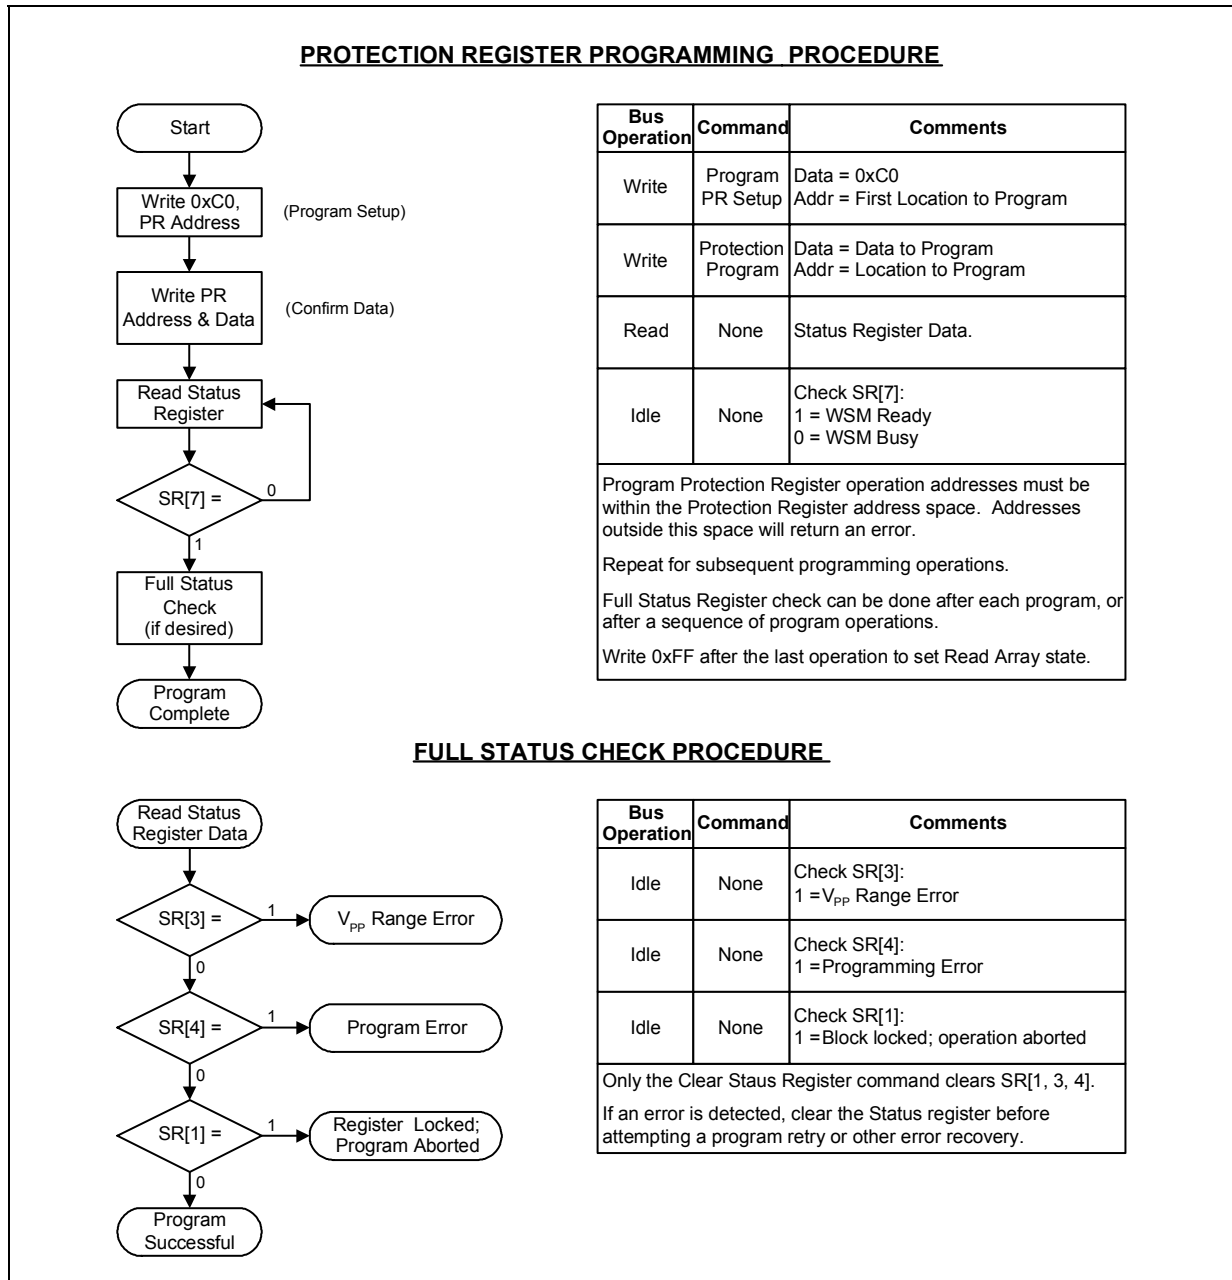 PROTECTION REGISTER PROGRAMMING PROCEDURE
Start
Write 0xC0,
PR Address
(Program Setup)
Write PR
Address & Data
(Confirm Data)
Read Status
Register
SR[7] =
0
1
Full Status
Check
(if desired)
Program
Complete
Bus
Operation
Command
Comments
Write
Program
PR Setup
Data = 0xC0
Addr = First Location to Program
Write
Protection
Program
Data = Data to Program
Addr = Location to Program
Read
None
Status Register Data.
Idle
None
Check SR[7]:
1 = WSM Ready
0 = WSM Busy
Program Protection Register operation addresses must be
within the Protection Register address space. Addresses
outside this space will return an error.
Repeat for subsequent programming operations.
Full Status Register check can be done after each program, or
after a sequence of program operations.
Write 0xFF after the last operation to set Read Array state.
FULL STATUS CHECK PROCEDURE
Read Status
Register Data
SR[3] =
1
VPP Range Error
0
SR[4] =
1
Program Error
0
SR[1] =
1
Register Locked;
Program Aborted
0
Program
Successful
Bus
Operation
Command
Comments
Idle
None
Check SR[3]:
1 =VPP Range Error
Idle
None
Check SR[4]:
1 =Programming Error
Idle
None
Check SR[1]:
1 =Block locked; operation aborted
Only the Clear Staus Register command clears SR[1, 3, 4].
If an error is detected, clear the Status register before
attempting a program retry or other error recovery.